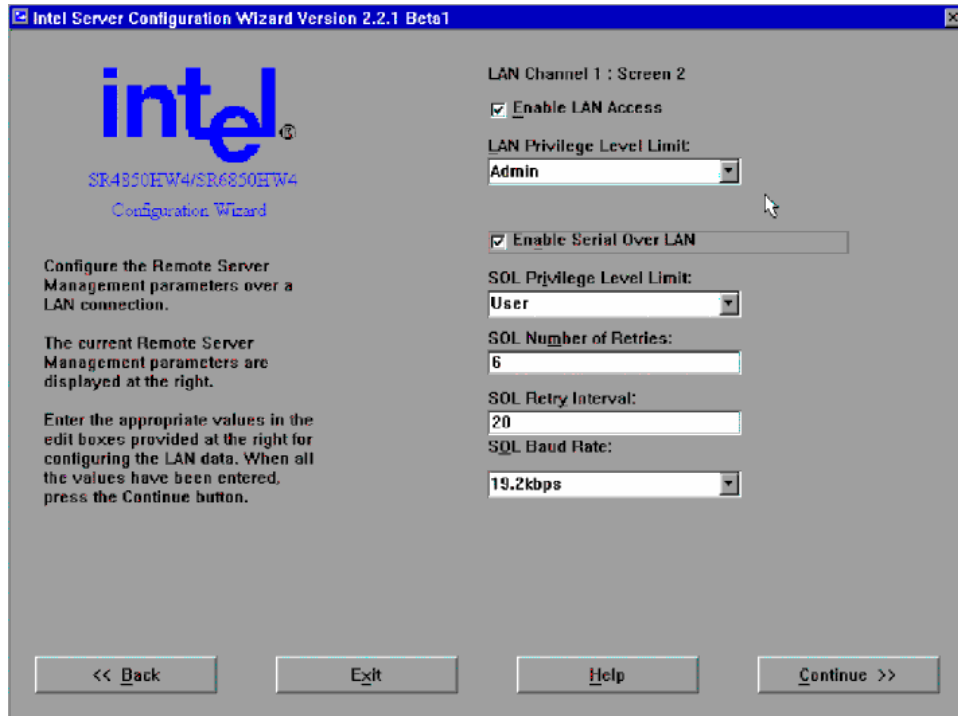 Intel Server Configuration Wizard Version 2.2.1 Beta1
intel®
SR4850HW4/SR6850HW4
Configuration Wizard
Configure the Remote Server
Management parameters over a
LAN connection.
The current Remote Server
Management parameters are
displayed at the right.
Enter the appropriate values in the
edit boxes provided at the right for
configuring the LAN data. When all
the values have been entered,
press the Continue button.
LAN Channel 1 : Screen 2
Enable LAN Access
LAN Privilege Level Limit:
Admin
Enable Serial Over LAN
SOL Privilege Level Limit:
User
SOL Number of Retries:
6
SOL Retry Interval:
20
SOL Baud Rate:
19.2kbps
<< Back
Exit
Help
Continue >>